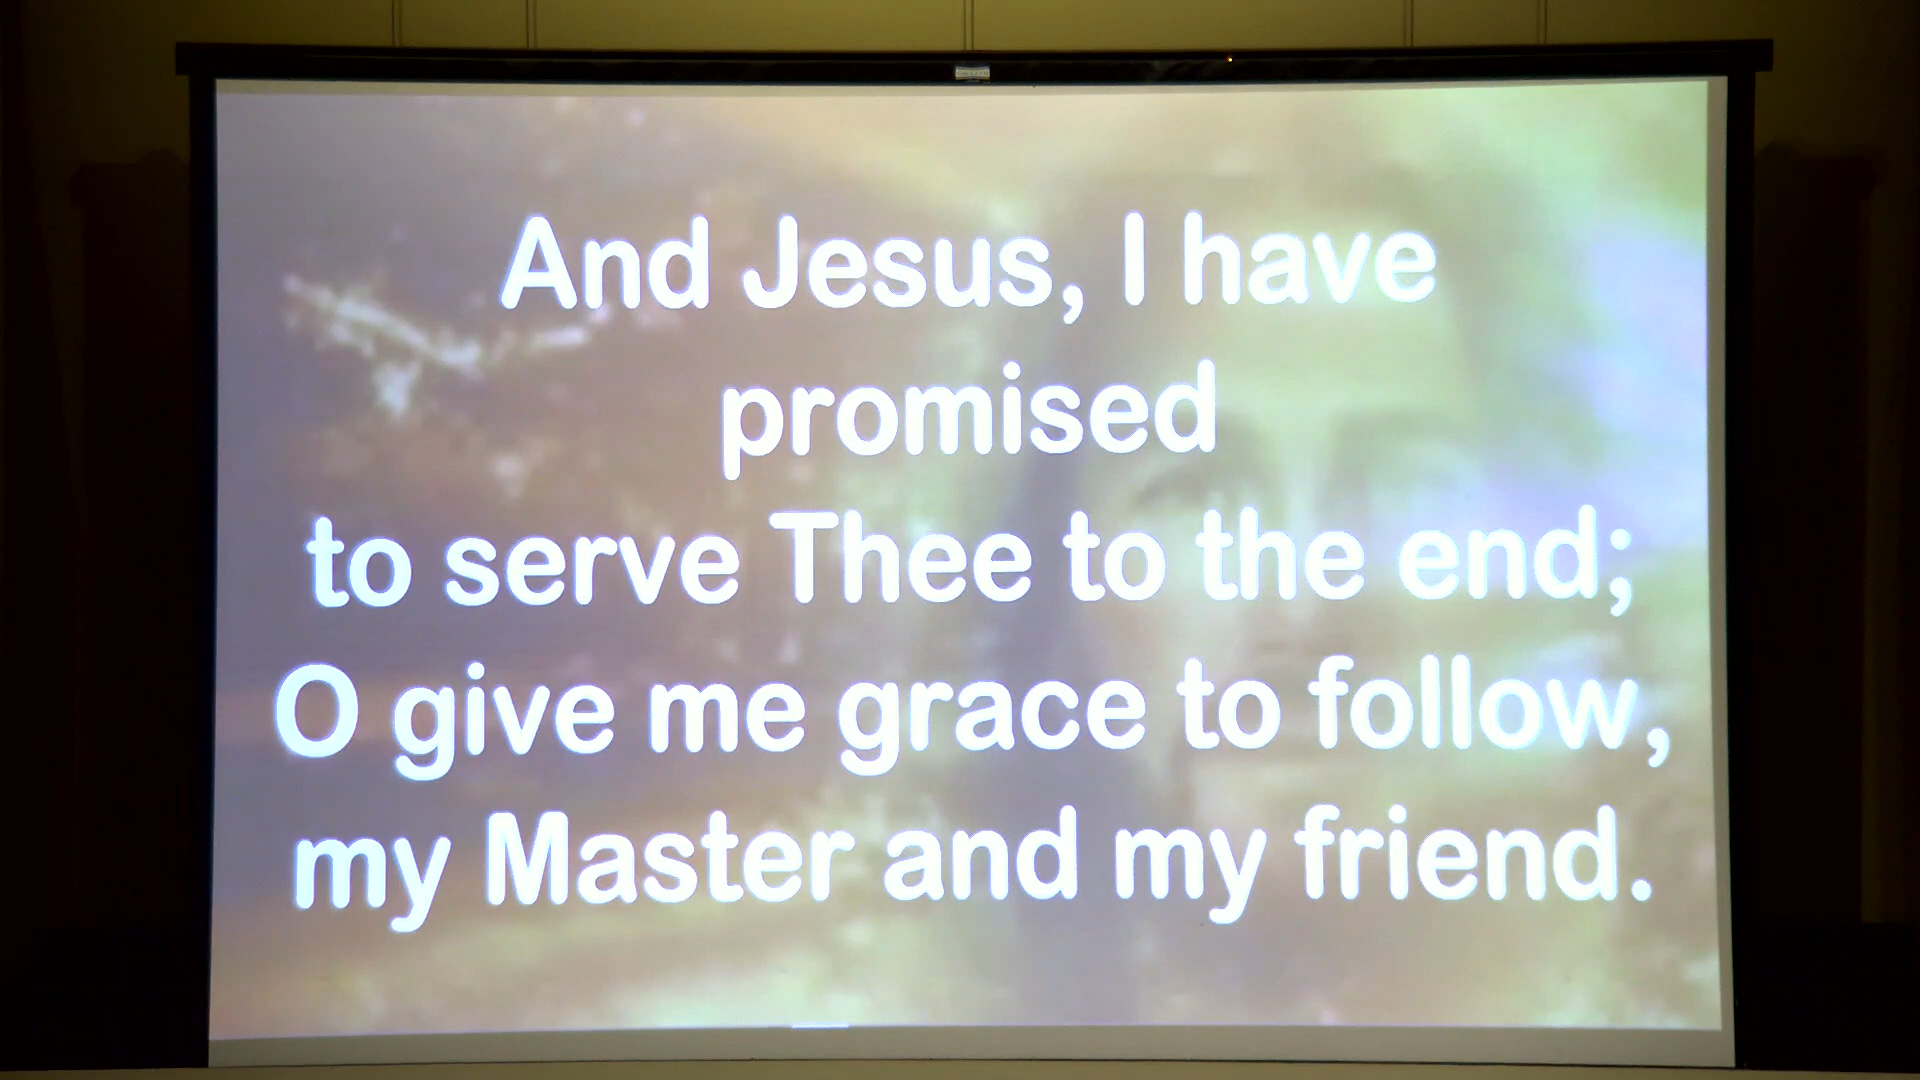 And Jesus, I have
promised
to serve Thee to the end;
O give me grace to follow,
my Master and my friend.